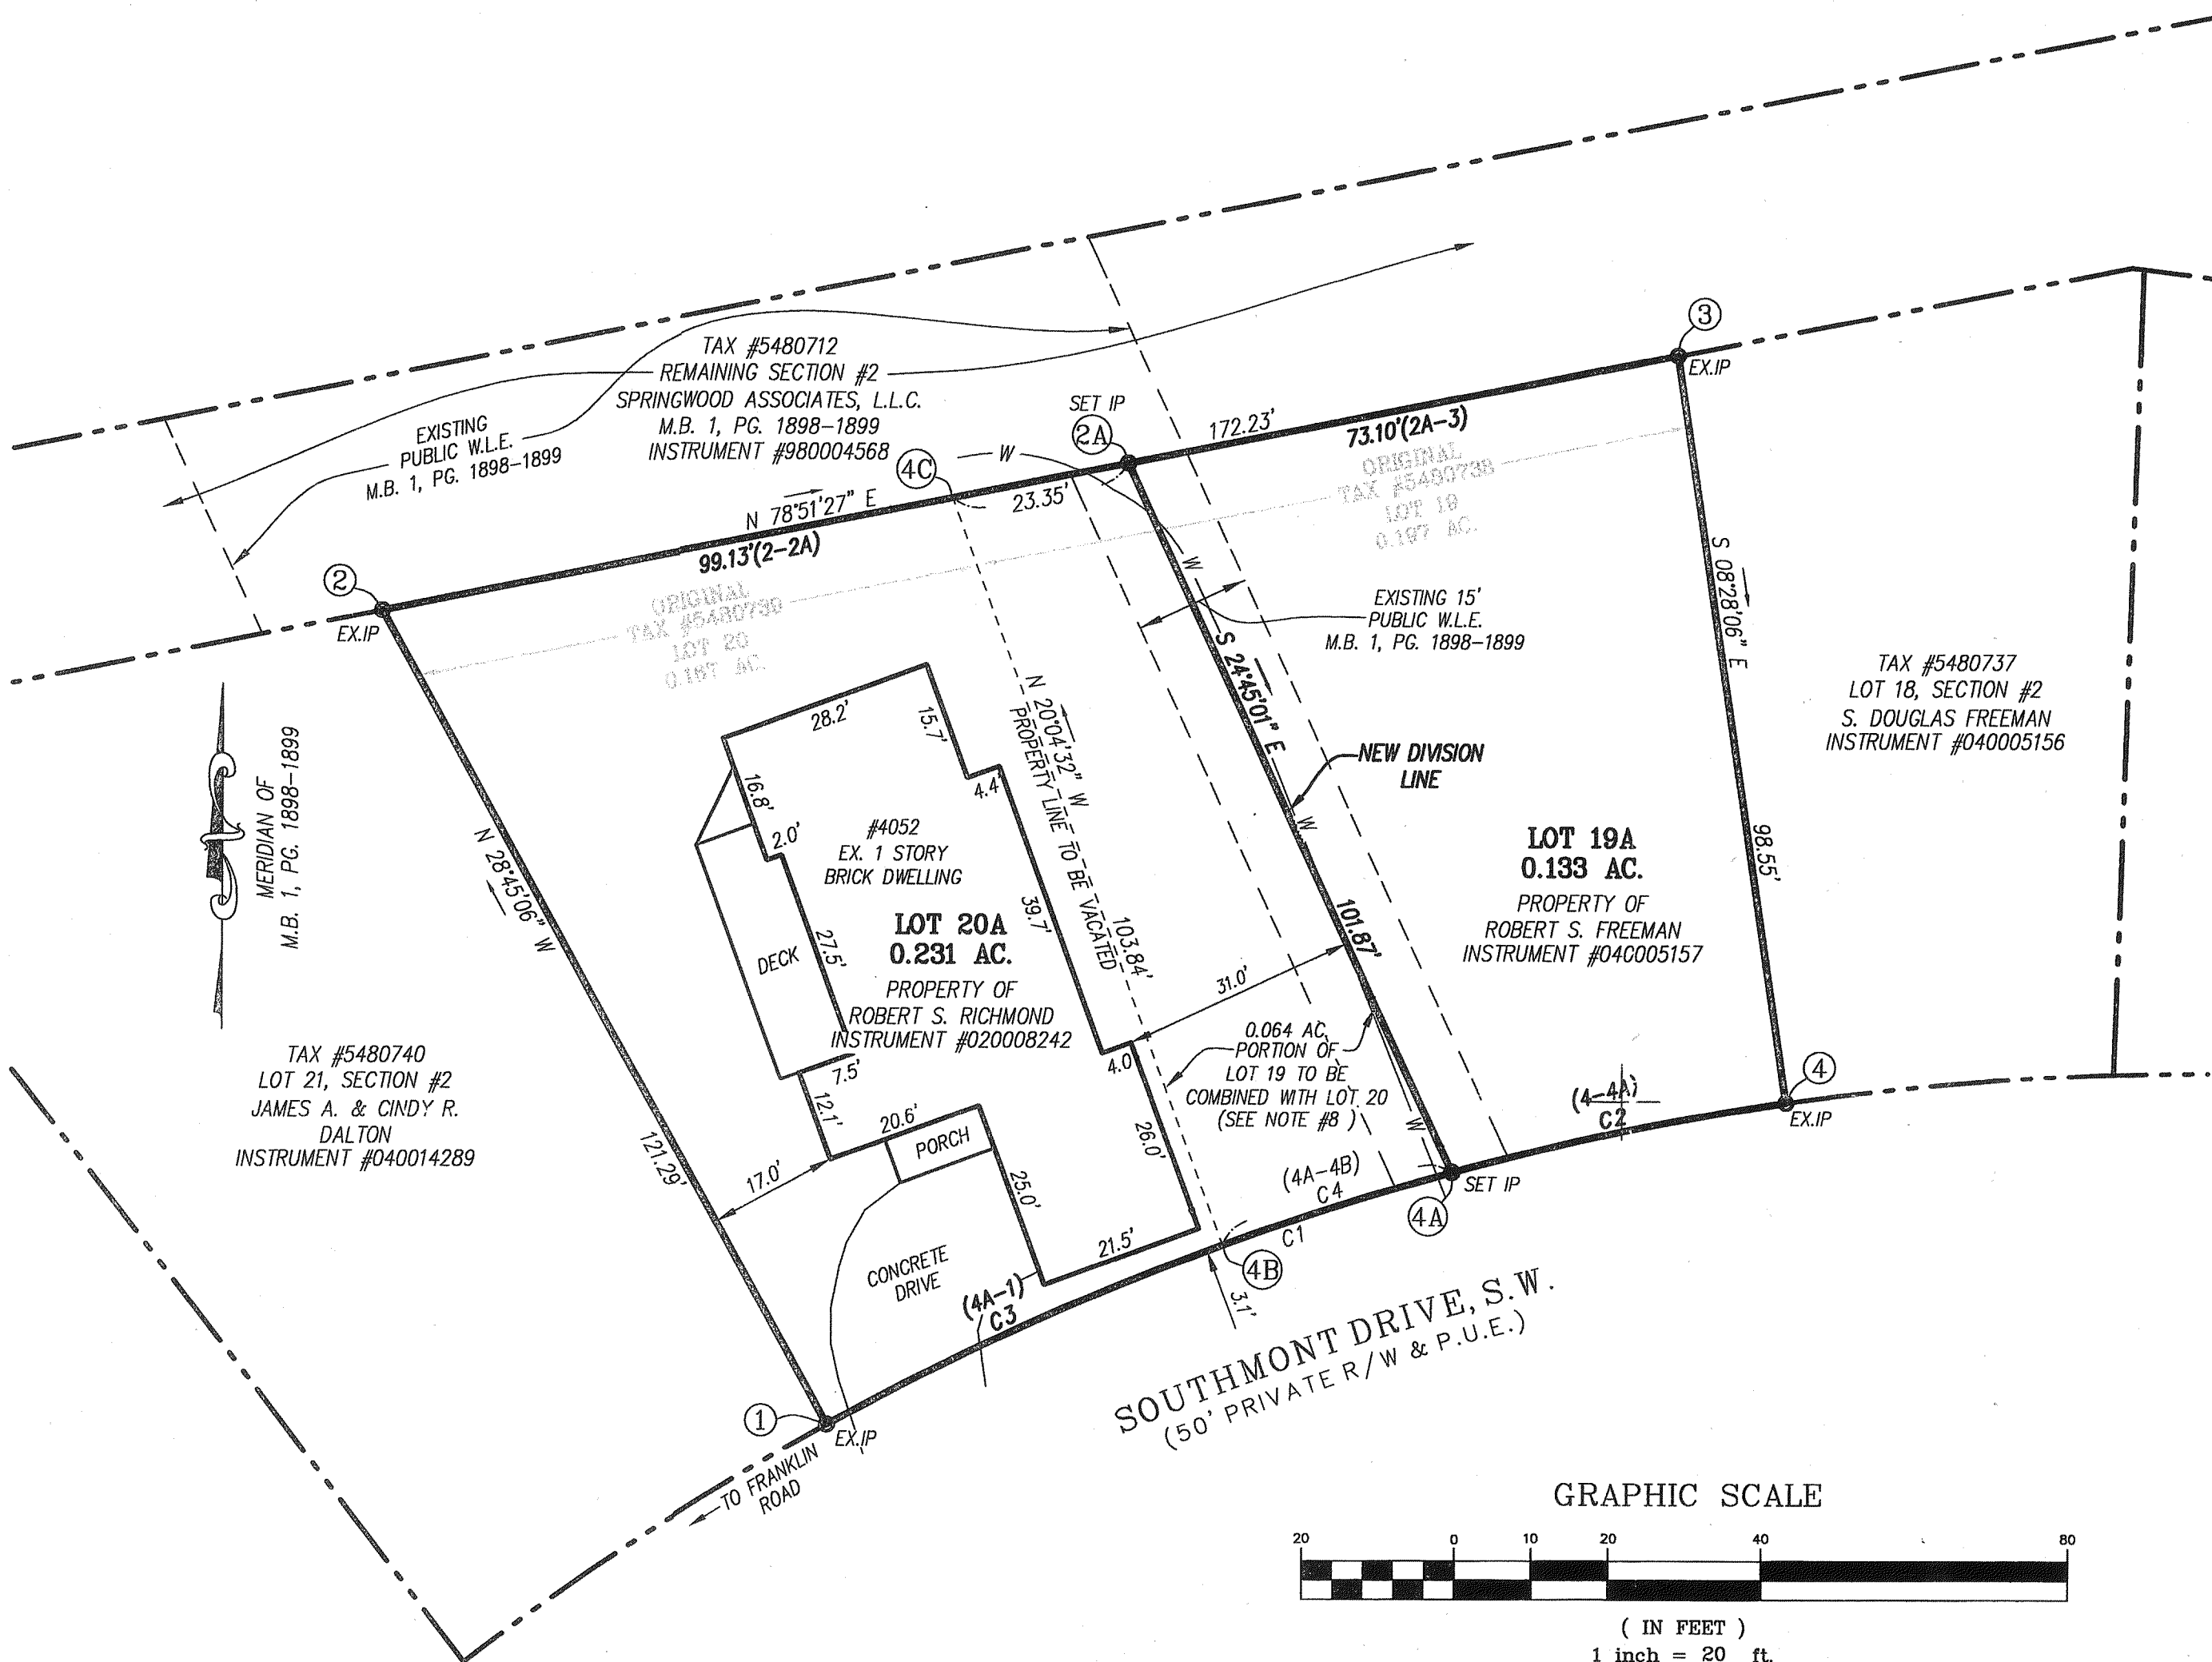 TAX #5480712
REMAINING SECTION #2
SPRINGWOOD ASSOCIATES, L.L.C.
M.B. 1, PG. 1898-1899
INSTRUMENT #980004568
EXISTING
PUBLIC W.L.E.
M.B. 1, PG. 1898-1899
3
EX.IP
SET IP
2A
172.23'
73.10'(2A-3)
4C
W
23.35'
N 78°51'27" E
99.13'(2-2A)
2
EX.IP
ORIGINAL
TAX #5480738
LOT 19
0.197 AC.
ORIGINAL
TAX #5480739
LOT 20
0.167 AC.
W
EXISTING 15'
PUBLIC W.L.E.
M.B. 1, PG. 1898-1899
S 08°28'06" E
98.55'
TAX #5480737
LOT 18, SECTION #2
S. DOUGLAS FREEMAN
INSTRUMENT #040005156
MERIDIAN OF
M.B. 1, PG. 1898-1899
N 28°45'06" W
121.29'
28.2'
15.7'
4.4'
16.8'
2.0'
#4052
EX. 1 STORY
BRICK DWELLING
39.7'
27.5'
DECK
LOT 20A
0.231 AC.
PROPERTY OF
ROBERT S. RICHMOND
INSTRUMENT #020008242
N 20°04'32" W
PROPERTY LINE TO BE VACATED
103.84'
S 24°45'01" E
101.87'
NEW DIVISION
LINE
W
LOT 19A
0.133 AC.
PROPERTY OF
ROBERT S. FREEMAN
INSTRUMENT #04C005157
31.0'
0.064 AC.
PORTION OF
LOT 19 TO BE
COMBINED WITH LOT 20
(SEE NOTE #8 )
W
TAX #5480740
LOT 21, SECTION #2
JAMES A. & CINDY R.
DALTON
INSTRUMENT #040014289
7.5'
12.1'
20.6'
PORCH
4.0'
26.0'
25.0'
21.5'
17.0'
CONCRETE
DRIVE
(4-4A)
C2
4
EX.IP
(4A-4B)
C4
C1
4A
SET IP
4B
3.1'
(4A-1)
C3
1
EX.IP
TO FRANKLIN
ROAD
SOUTHMONT DRIVE, S.W.
(50' PRIVATE R/W & P.U.E.)
GRAPHIC SCALE
20 0 10 20 40 80
( IN FEET )
1 inch = 20 ft.